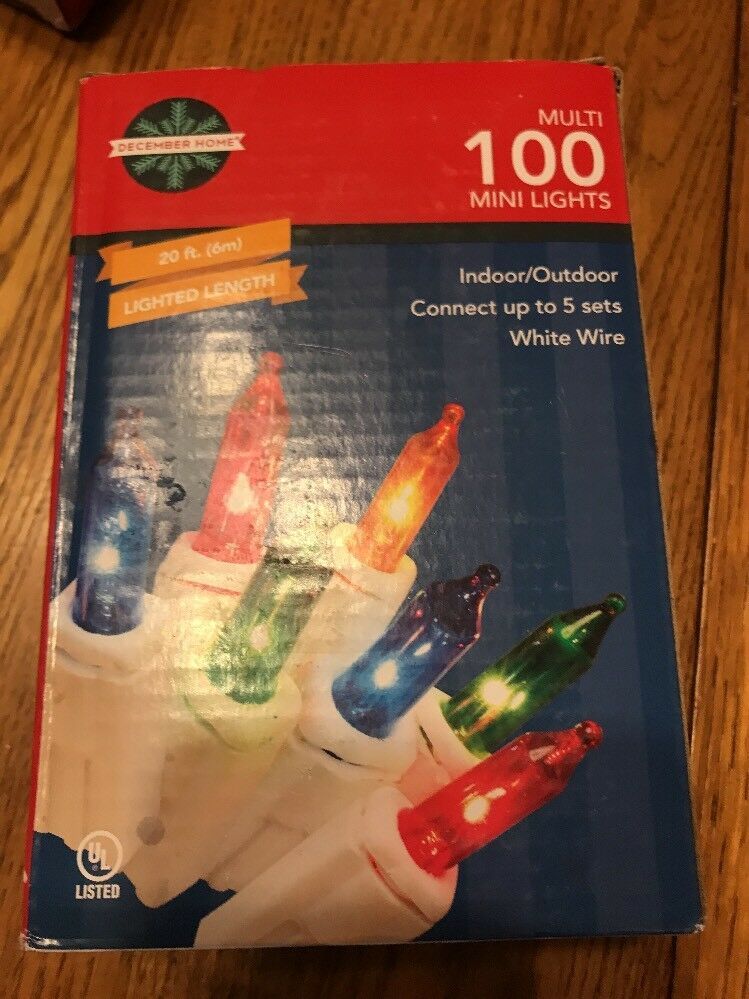 DECEMBER HOME
MULTI
100
MINI LIGHTS
20 ft. (6m)
LIGHTED LENGTH
Indoor/Outdoor
Connect up to 5 sets
White Wire
UL
LISTED